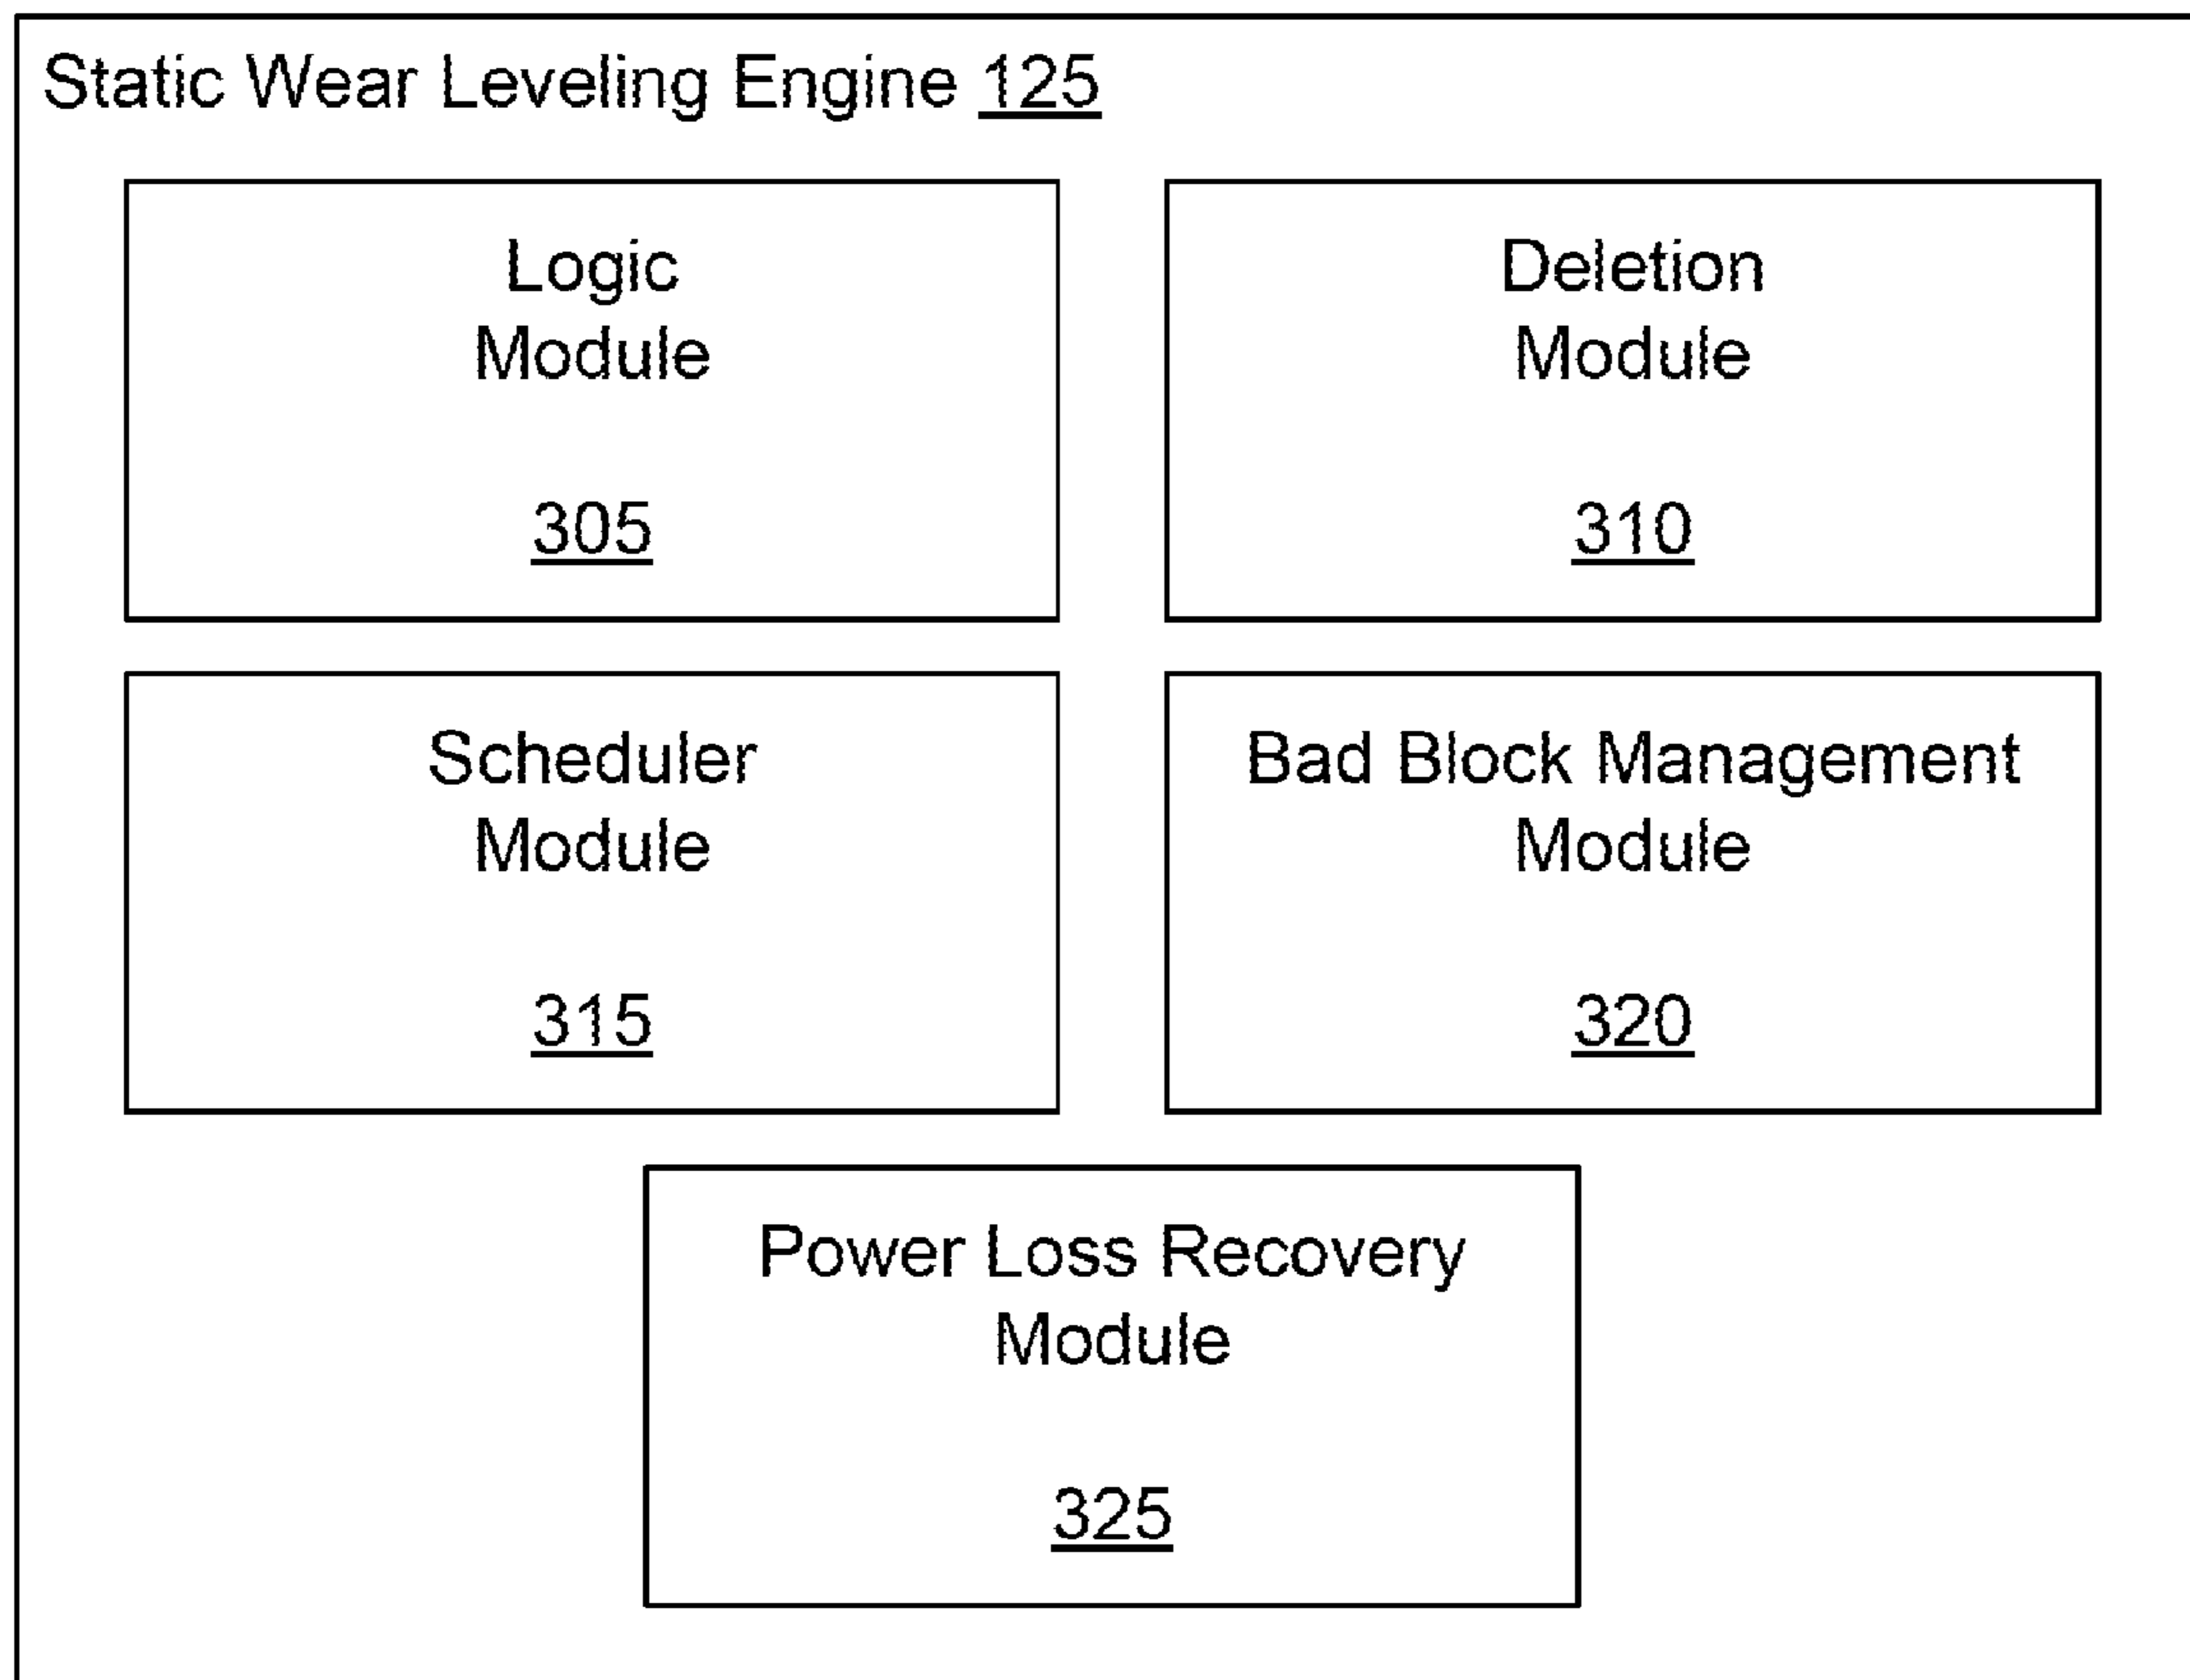 Static Wear Leveling Engine 125
Logic
Module
305
Deletion
Module
310
Scheduler
Module
315
Bad Block Management
Module
320
Power Loss Recovery
Module
325